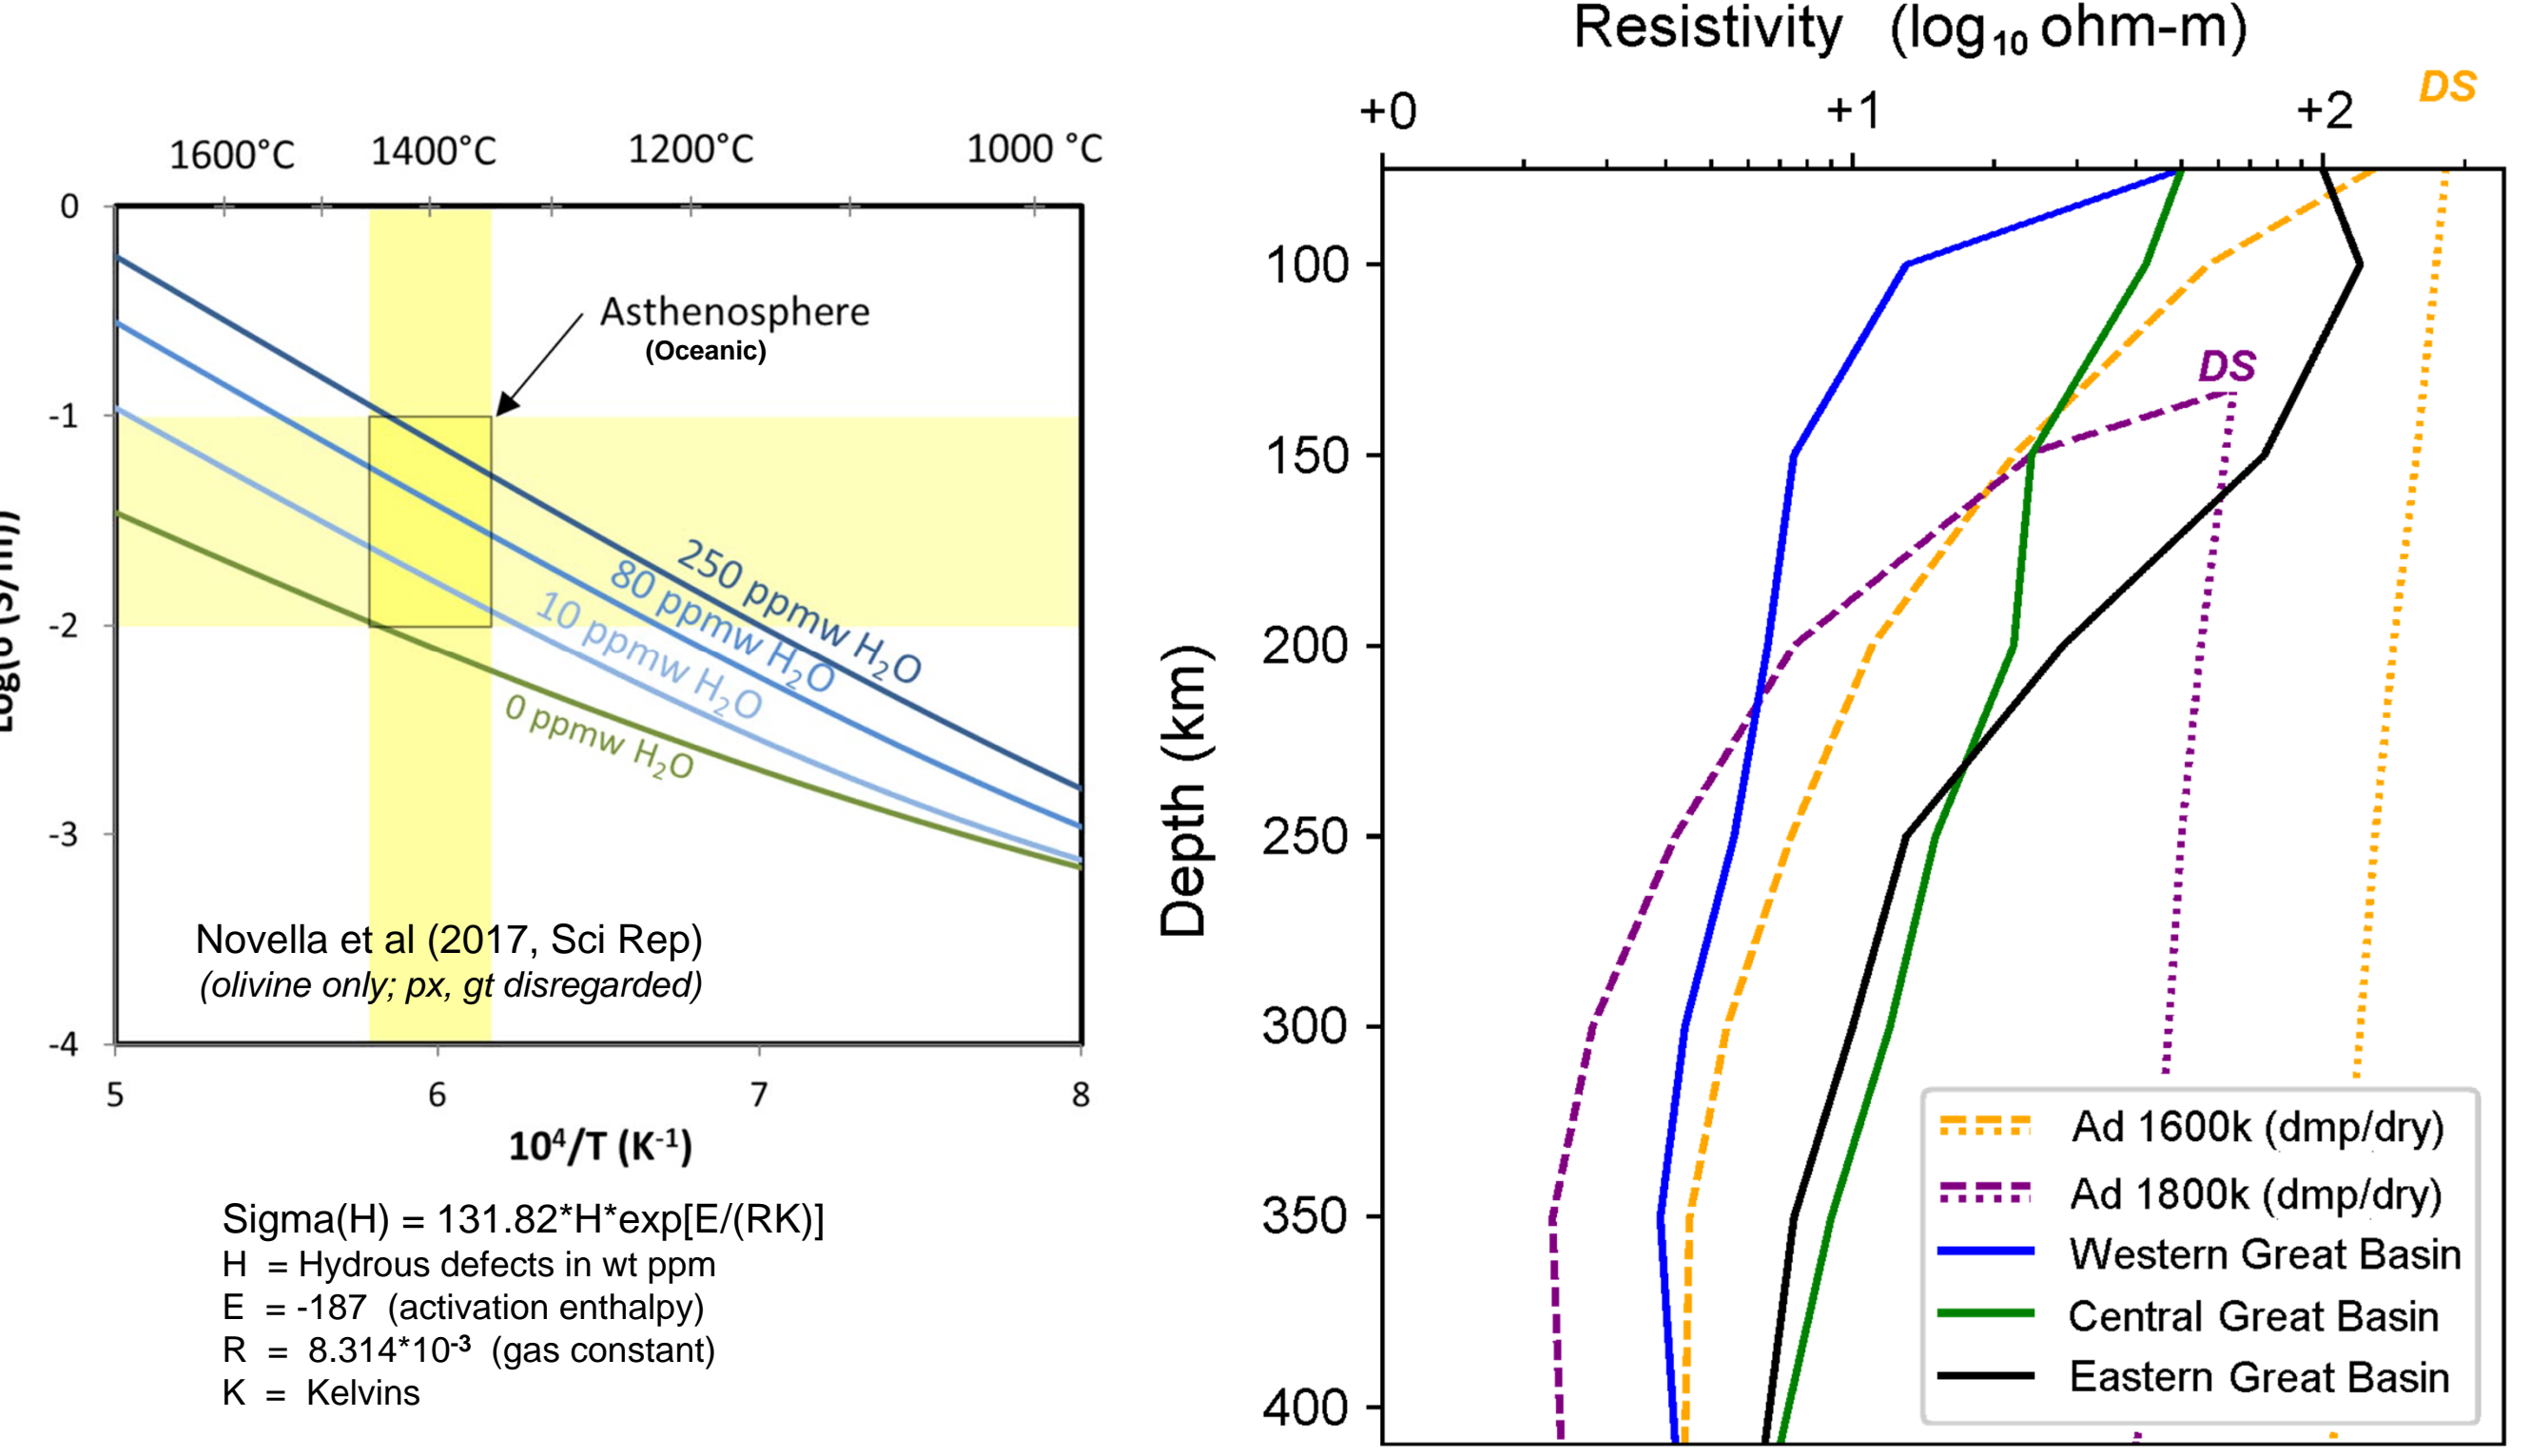 1600°C 1400°C 1200°C 1000 °C
0
-1
-2
-3
-4
Asthenosphere
(Oceanic)
250 ppmw H₂O
80 ppmw H₂O
10 ppmw H₂O
0 ppmw H₂O
Novella et al (2017, Sci Rep)
(olivine only; px, gt disregarded)
5 6 7 8
10⁴/T (K⁻¹)
Sigma(H) = 131.82*H*exp[E/(RK)]
H = Hydrous defects in wt ppm
E = -187 (activation enthalpy)
R = 8.314*10⁻³ (gas constant)
K = Kelvins
Resistivity (log₁₀ ohm-m)
+0 +1 +2
DS
DS
Depth (km)
100
150
200
250
300
350
400
Ad 1600k (dmp/dry)
Ad 1800k (dmp/dry)
Western Great Basin
Central Great Basin
Eastern Great Basin